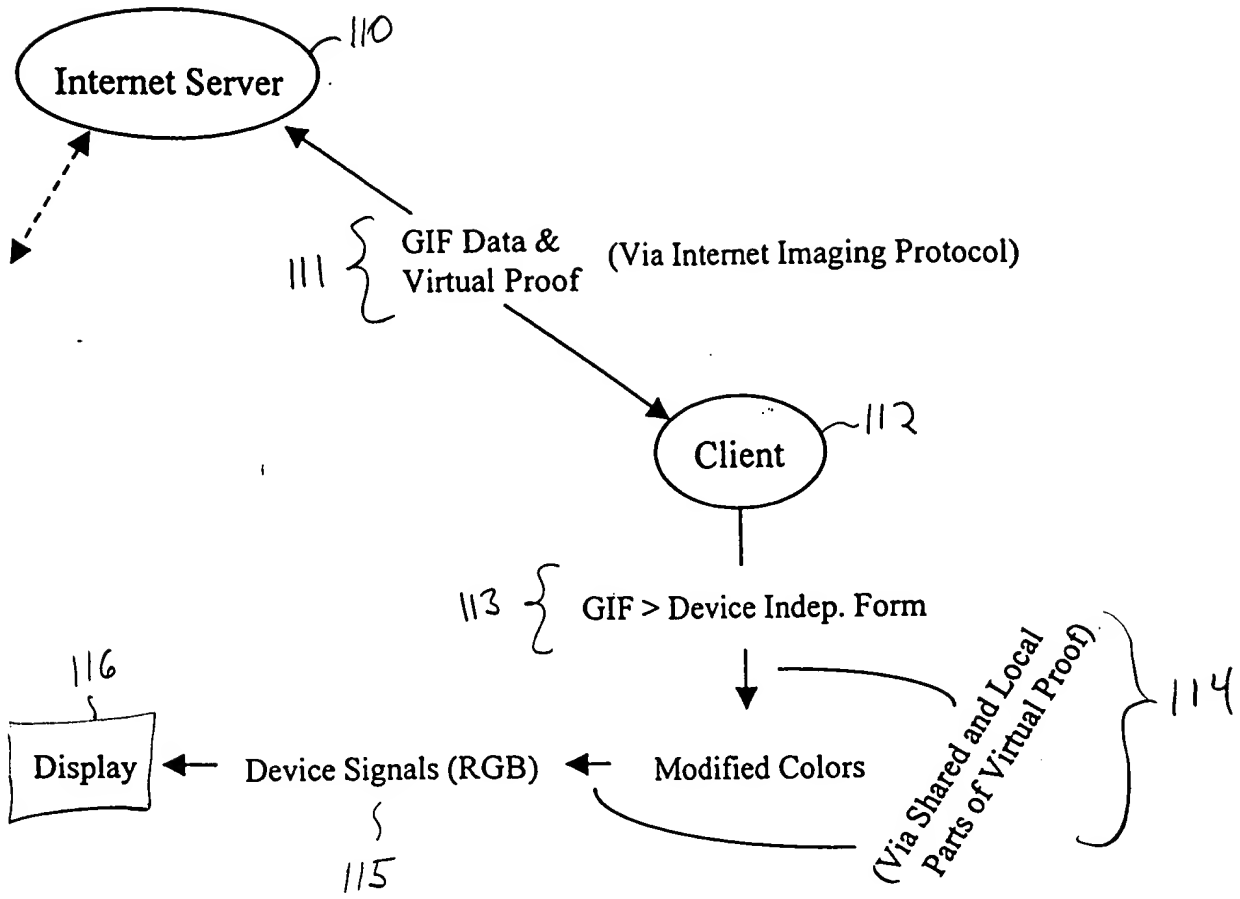 110
Internet Server
111
GIF Data &
Virtual Proof
(Via Internet Imaging Protocol)
112
Client
113
GIF > Device Indep. Form
(Via Shared and Local
Parts of Virtual Proof)
114
116
Display
Device Signals (RGB)
Modified Colors
115